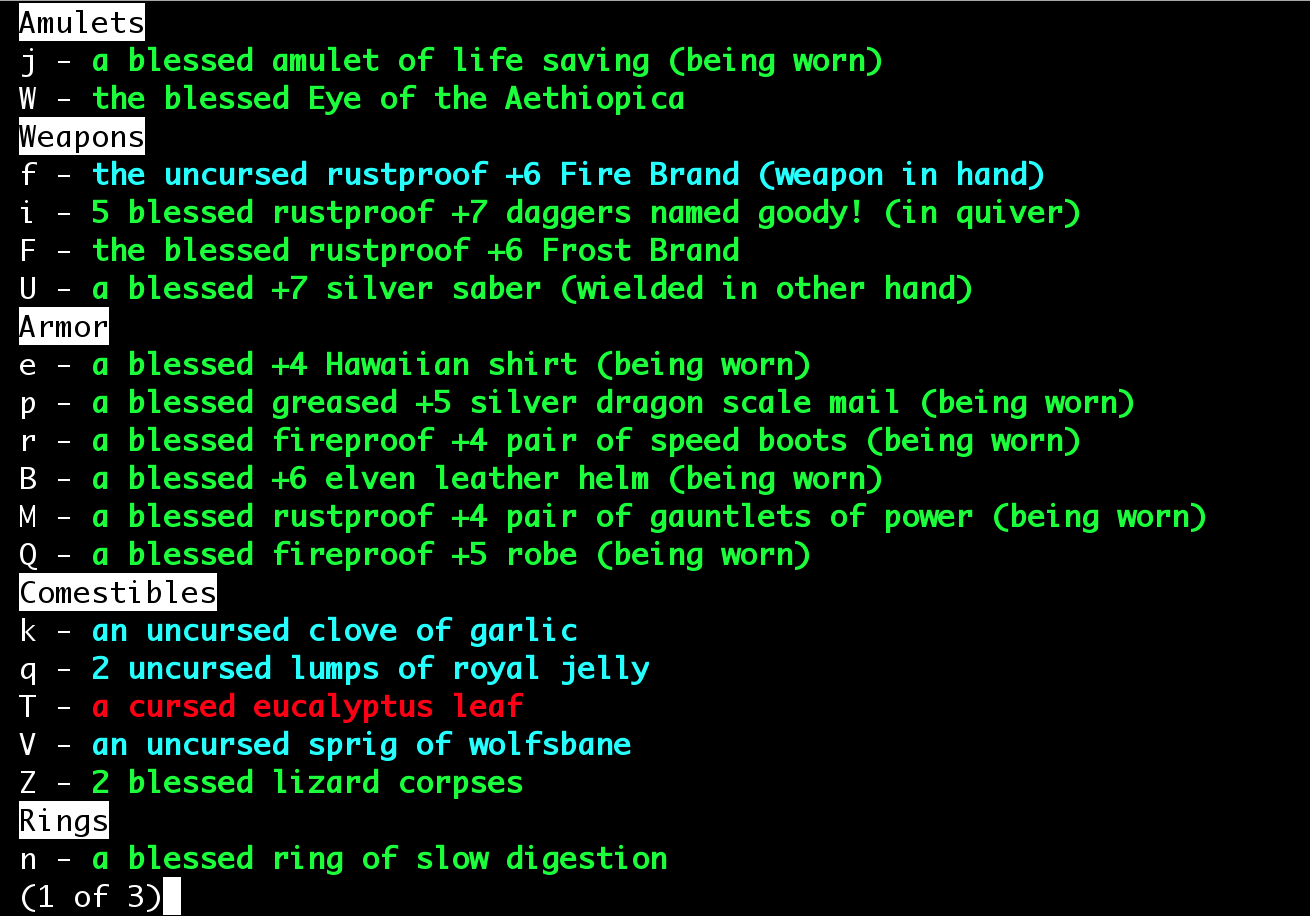 Amulets
j - a blessed amulet of life saving (being worn)
W - the blessed Eye of the Aethiopica
Weapons
f - the uncursed rustproof +6 Fire Brand (weapon in hand)
i - 5 blessed rustproof +7 daggers named goody! (in quiver)
F - the blessed rustproof +6 Frost Brand
U - a blessed +7 silver saber (wielded in other hand)
Armor
e - a blessed +4 Hawaiian shirt (being worn)
p - a blessed greased +5 silver dragon scale mail (being worn)
r - a blessed fireproof +4 pair of speed boots (being worn)
B - a blessed +6 elven leather helm (being worn)
M - a blessed rustproof +4 pair of gauntlets of power (being worn)
Q - a blessed fireproof +5 robe (being worn)
Comestibles
k - an uncursed clove of garlic
q - 2 uncursed lumps of royal jelly
T - a cursed eucalyptus leaf
V - an uncursed sprig of wolfsbane
Z - 2 blessed lizard corpses
Rings
n - a blessed ring of slow digestion
(1 of 3)